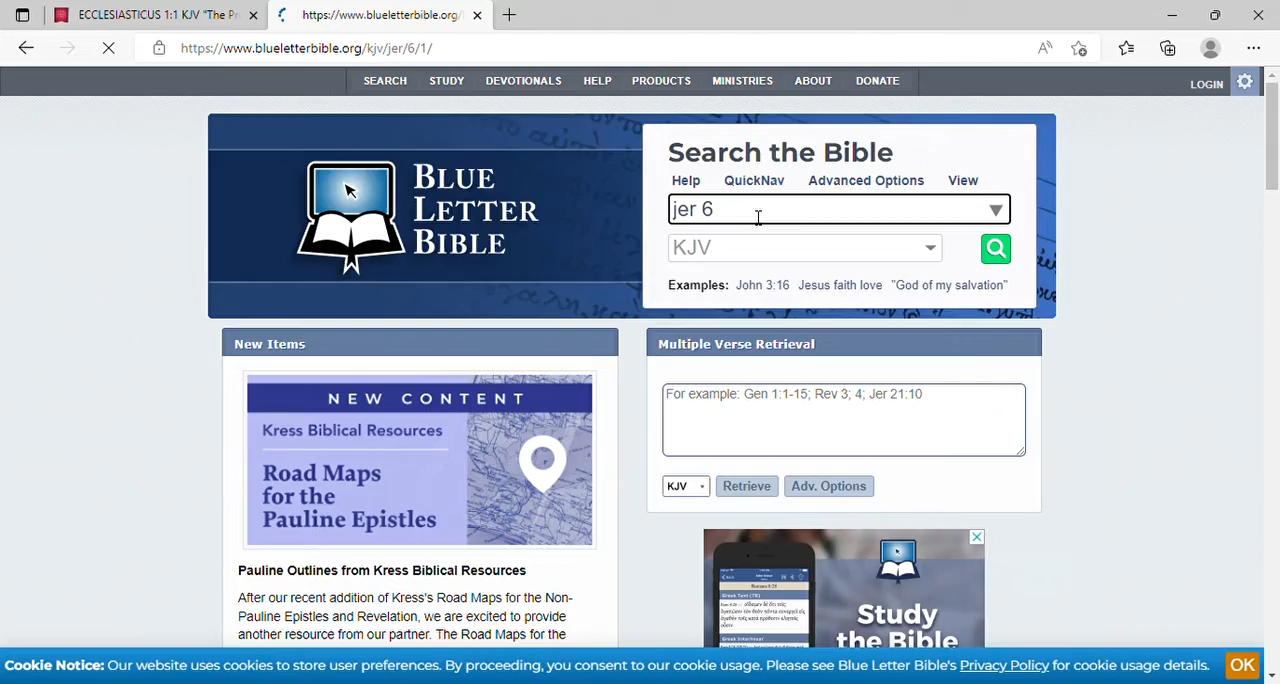 ECCLESIASTICUS 1:1 KJV "The Pr
https://www.blueletterbible.org/
https://www.blueletterbible.org/kjv/jer/6/1/
SEARCH STUDY DEVOTIONALS HELP PRODUCTS MINISTRIES ABOUT DONATE
LOGIN
BLUE
LETTER
BIBLE
Search the Bible
Help QuickNav Advanced Options View
jer 6
KJV
Examples: John 3:16 Jesus faith love "God of my salvation"
New Items
NEW CONTENT
Kress Biblical Resources
Road Maps
for the
Pauline Epistles
Pauline Outlines from Kress Biblical Resources
After our recent addition of Kress's Road Maps for the Non-
Pauline Epistles and Revelation, we are excited to provide
another resource from our partner. The Road Maps for the
Multiple Verse Retrieval
For example: Gen 1:1-15; Rev 3; 4; Jer 21:10
KJV Retrieve Adv. Options
Study
the Bible
Cookie Notice: Our website uses cookies to store user preferences. By proceeding, you consent to our cookie usage. Please see Blue Letter Bible's Privacy Policy for cookie usage details. OK